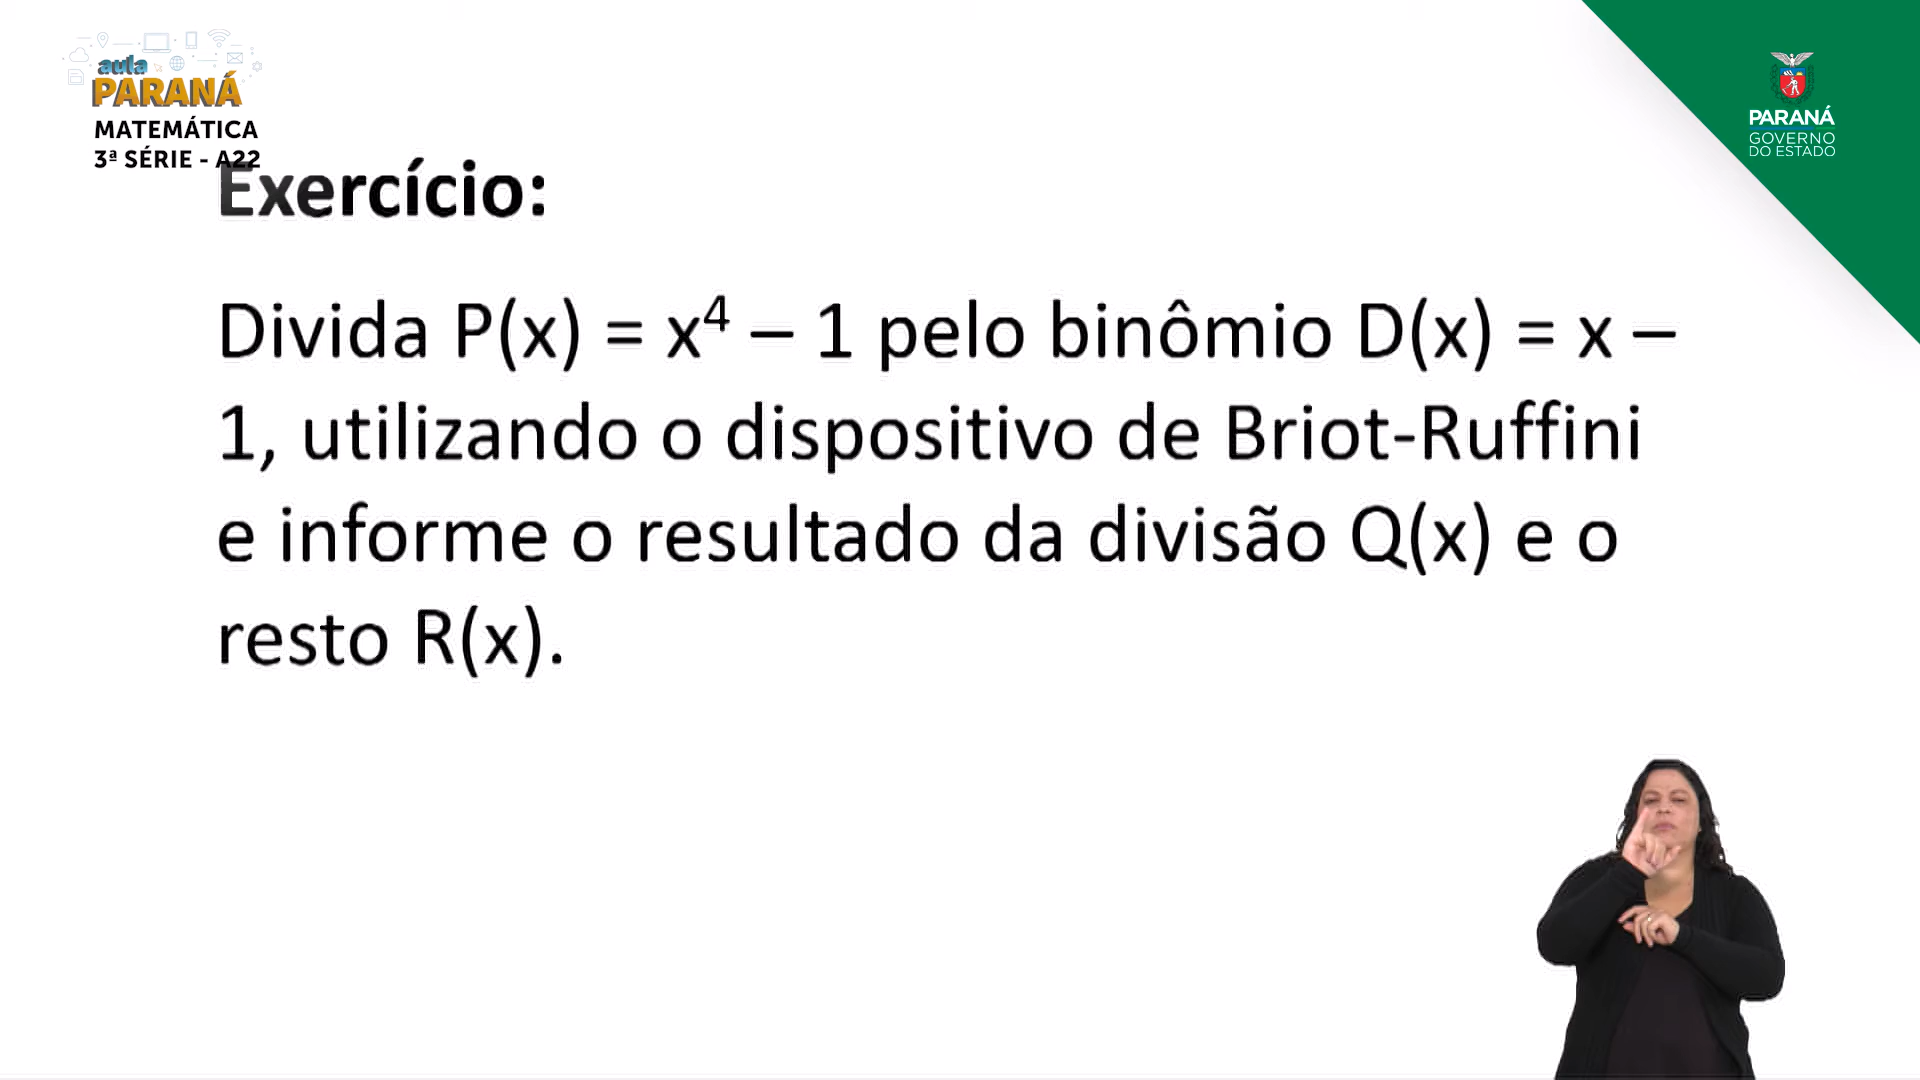 aula
PARANÁ
MATEMÁTICA
3ª SÉRIE - A22
PARANÁ
GOVERNO
DO ESTADO
Exercício:
Divida P(x) = x⁴ – 1 pelo binômio D(x) = x –
1, utilizando o dispositivo de Briot-Ruffini
e informe o resultado da divisão Q(x) e o
resto R(x).